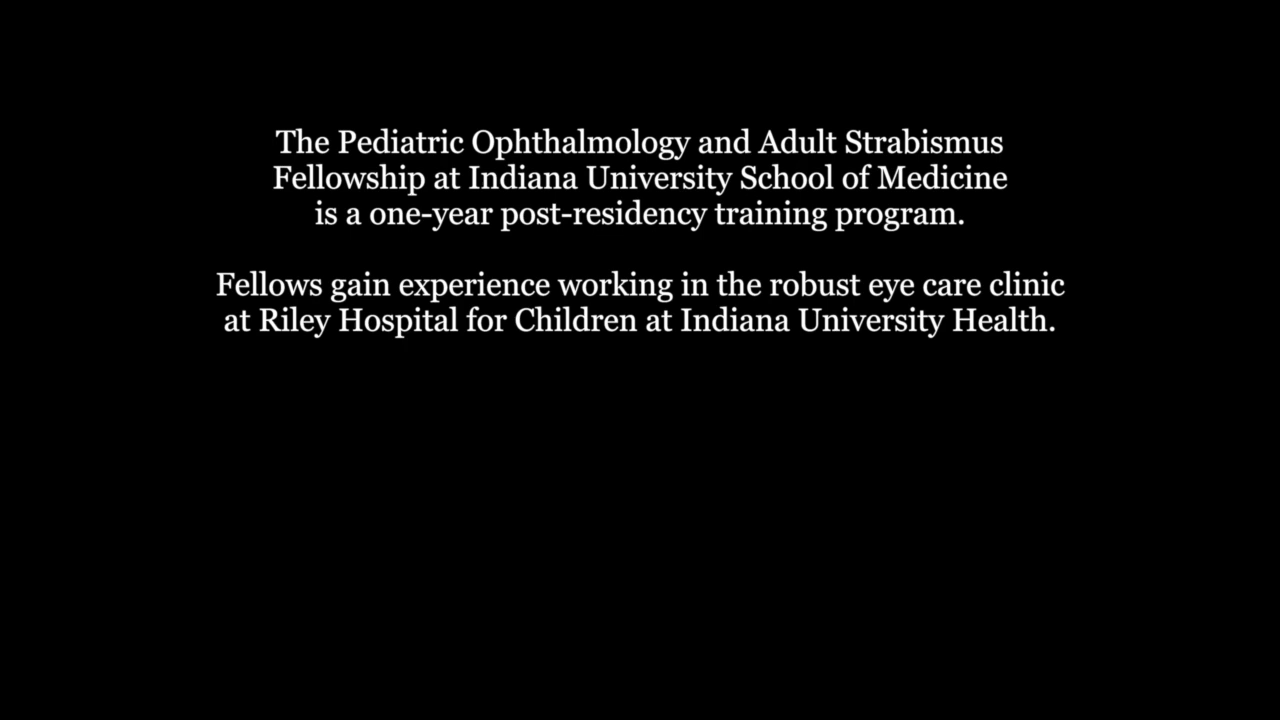 The Pediatric Ophthalmology and Adult Strabismus
Fellowship at Indiana University School of Medicine
is a one-year post-residency training program.
Fellows gain experience working in the robust eye care clinic
at Riley Hospital for Children at Indiana University Health.